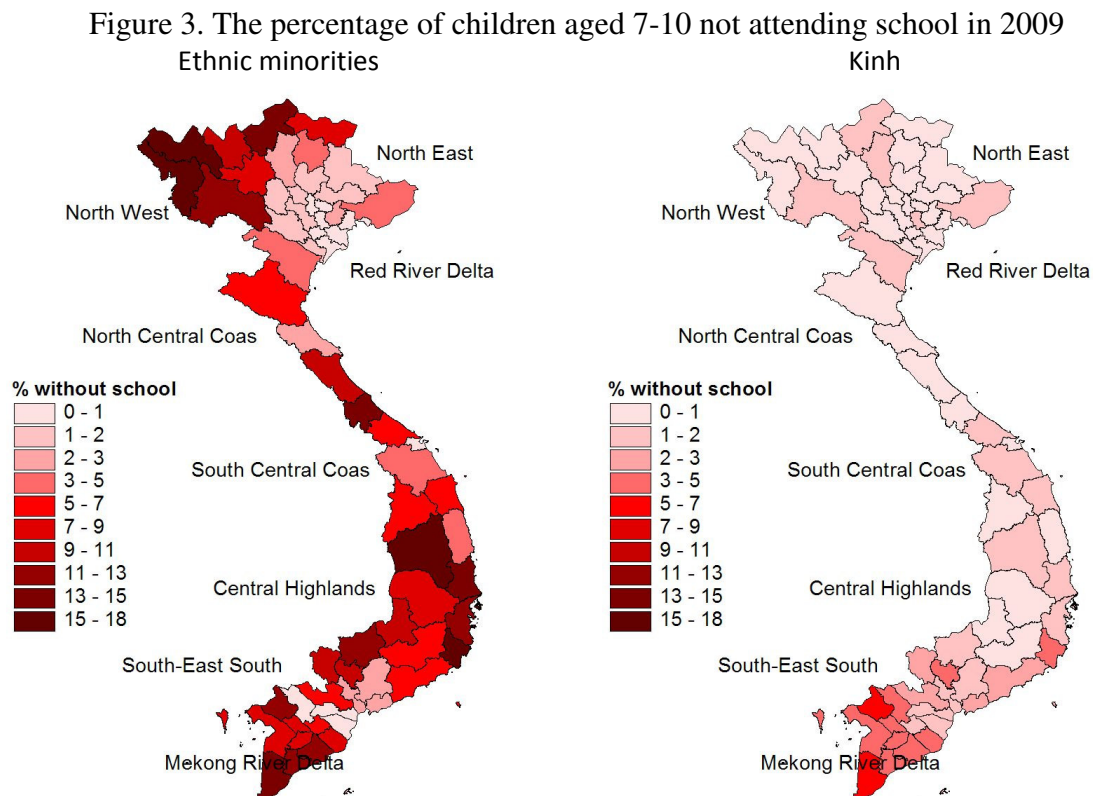 Figure 3. The percentage of children aged 7-10 not attending school in 2009
Ethnic minorities
North East
North West
Red River Delta
North Central Coas
% without school
0 - 1
1 - 2
2 - 3
3 - 5
5 - 7
7 - 9
9 - 11
11 - 13
13 - 15
15 - 18
South Central Coas
Central Highlands
South-East South
Mekong River Delta
Kinh
North East
North West
Red River Delta
North Central Coas
% without school
0 - 1
1 - 2
2 - 3
3 - 5
5 - 7
7 - 9
9 - 11
11 - 13
13 - 15
15 - 18
South Central Coas
Central Highlands
South-East South
Mekong River Delta